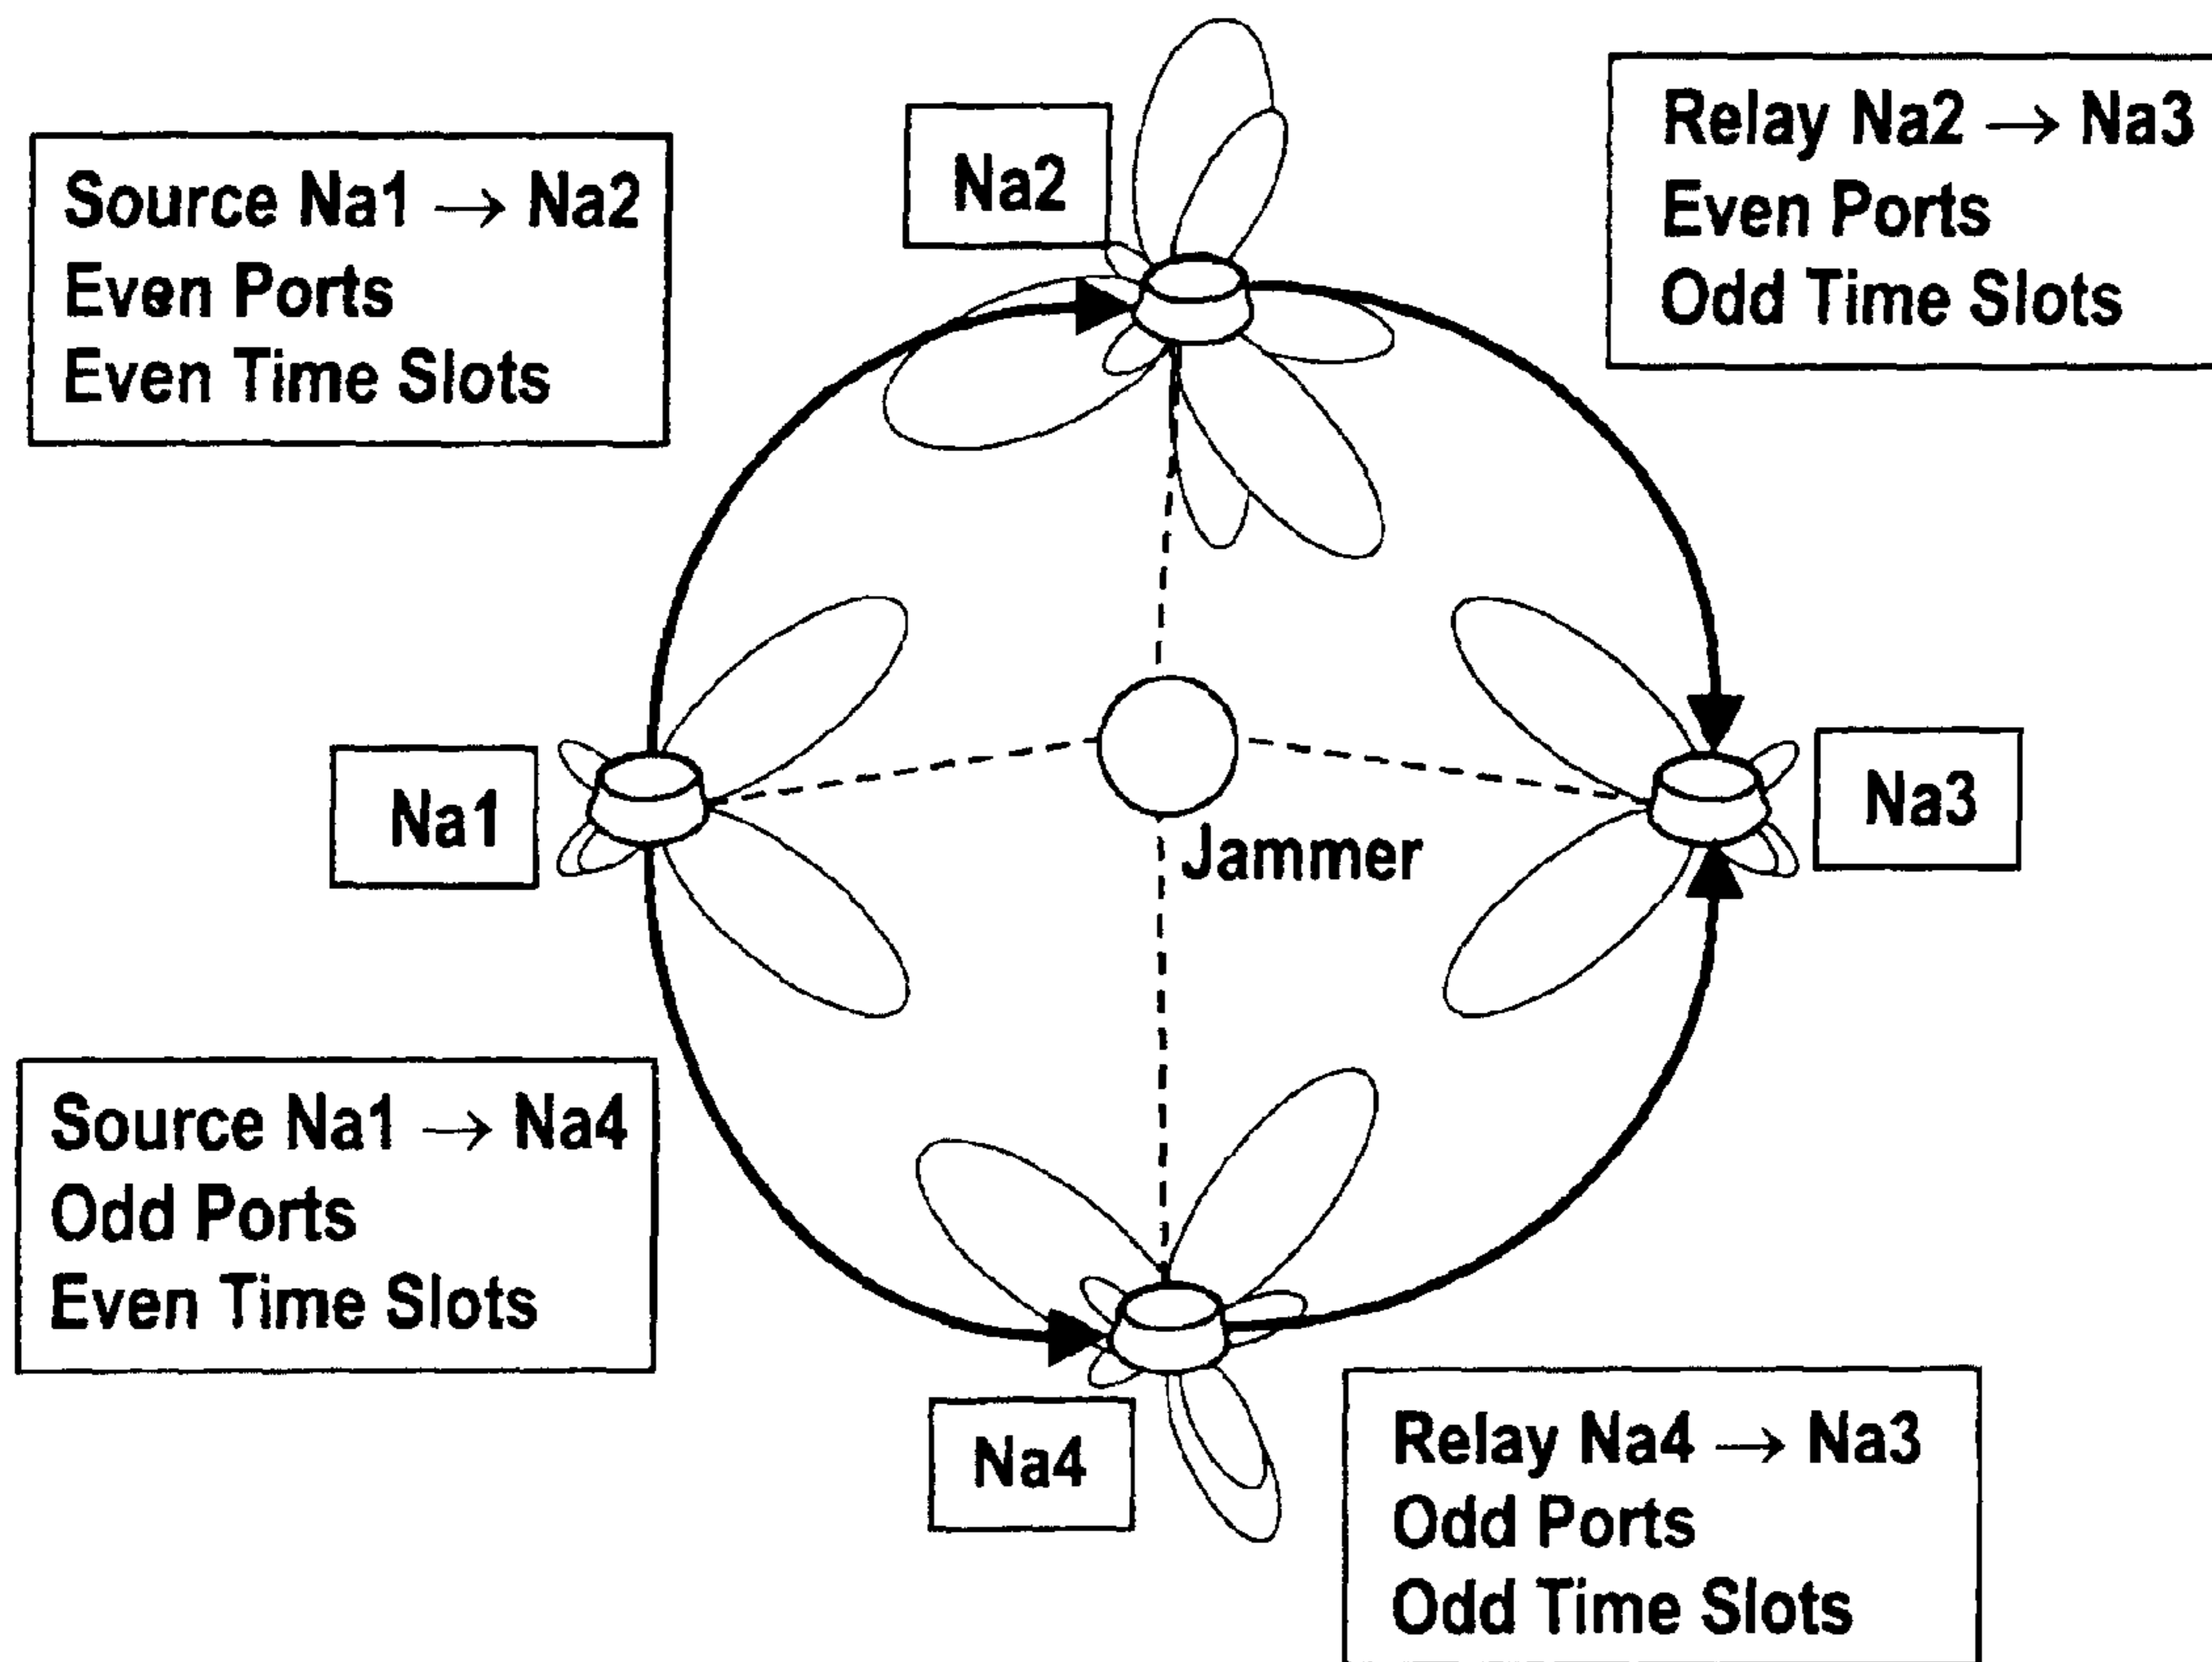 Source Na1 → Na2
Even Ports
Even Time Slots
Na2
Relay Na2 → Na3
Even Ports
Odd Time Slots
Na1
Jammer
Na3
Source Na1 → Na4
Odd Ports
Even Time Slots
Na4
Relay Na4 → Na3
Odd Ports
Odd Time Slots